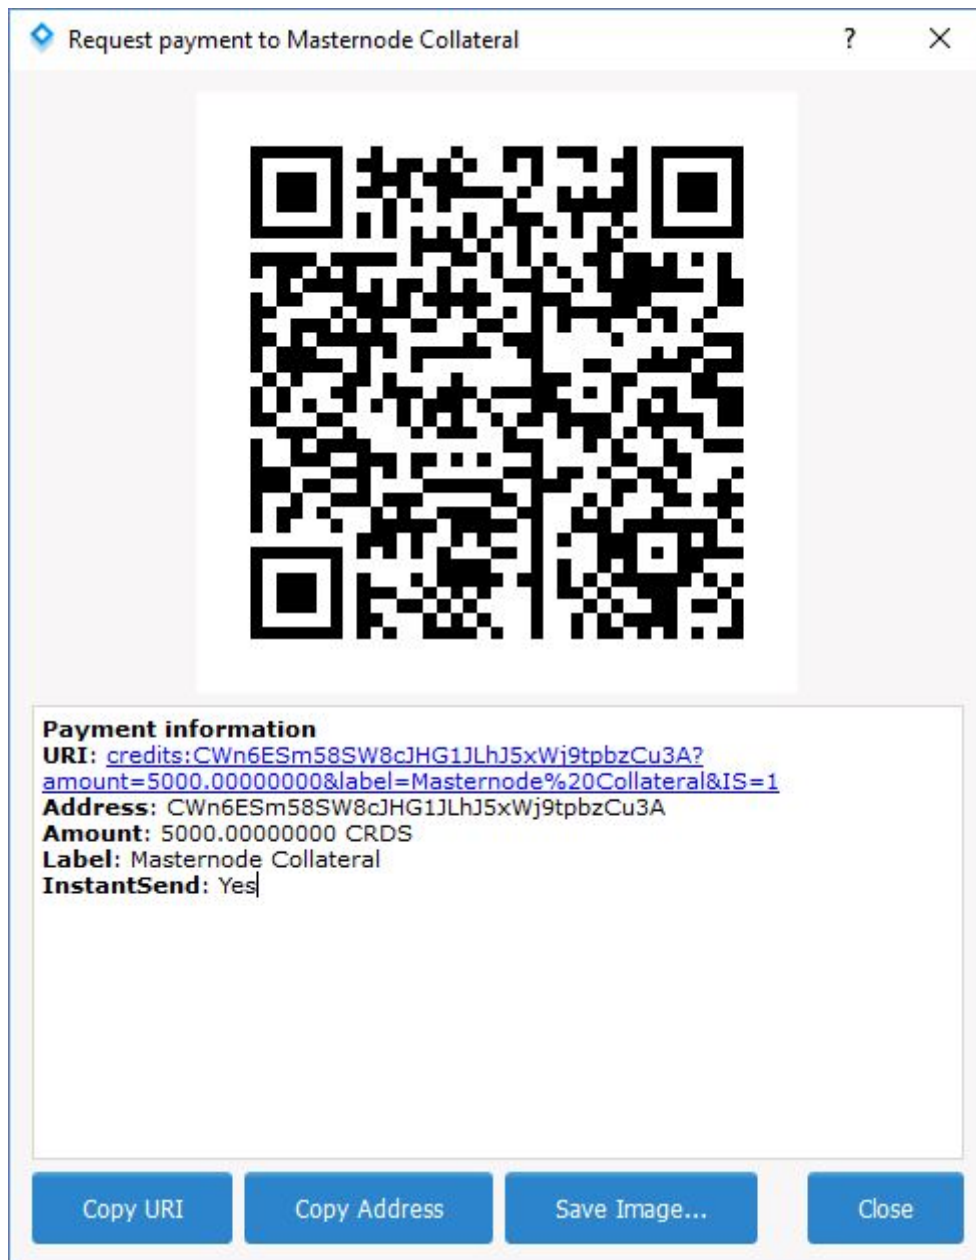 Request payment to Masternode Collateral
Payment information
URI: credits:CWn6ESm58SW8cJHG1JLhJ5xWj9tpbzCu3A?
amount=5000.00000000&label=Masternode%20Collateral&IS=1
Address: CWn6ESm58SW8cJHG1JLhJ5xWj9tpbzCu3A
Amount: 5000.00000000 CRDS
Label: Masternode Collateral
InstantSend: Yes
Copy URI
Copy Address
Save Image...
Close